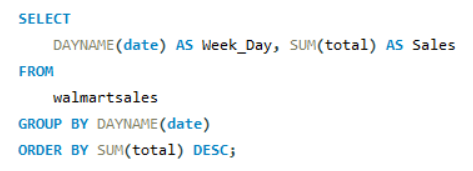 SELECT
DAYNAME(date) AS Week_Day, SUM(total) AS Sales
FROM
walmartsales
GROUP BY DAYNAME(date)
ORDER BY SUM(total) DESC;